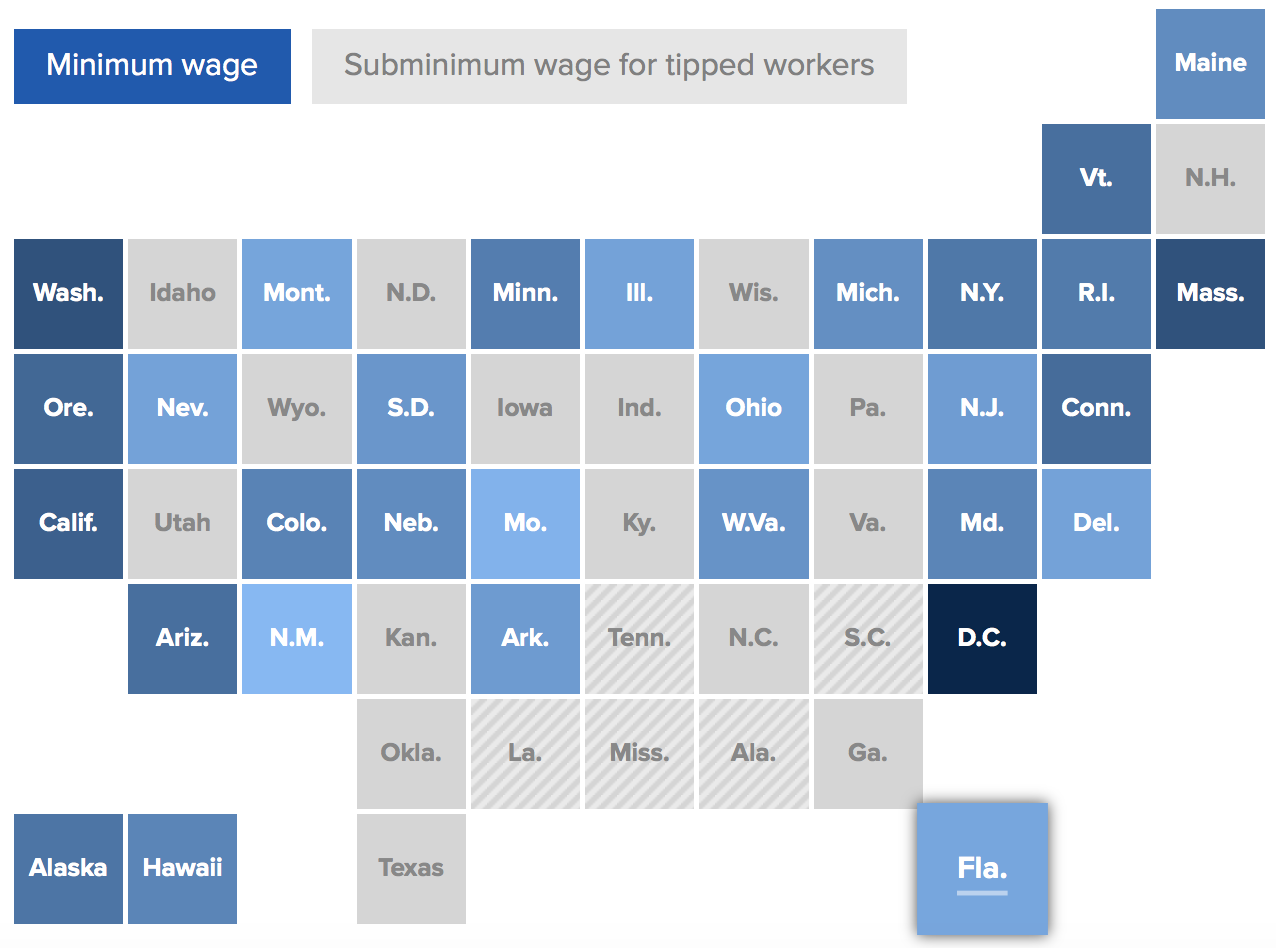 Minimum wage
Subminimum wage for tipped workers
Maine
Vt.
N.H.
Wash.
Idaho
Mont.
N.D.
Minn.
Ill.
Wis.
Mich.
N.Y.
R.I.
Mass.
Ore.
Nev.
Wyo.
S.D.
Iowa
Ind.
Ohio
Pa.
N.J.
Conn.
Calif.
Utah
Colo.
Neb.
Mo.
Ky.
W.Va.
Va.
Md.
Del.
Ariz.
N.M.
Kan.
Ark.
Tenn.
N.C.
S.C.
D.C.
Okla.
La.
Miss.
Ala.
Ga.
Alaska
Hawaii
Texas
Fla.